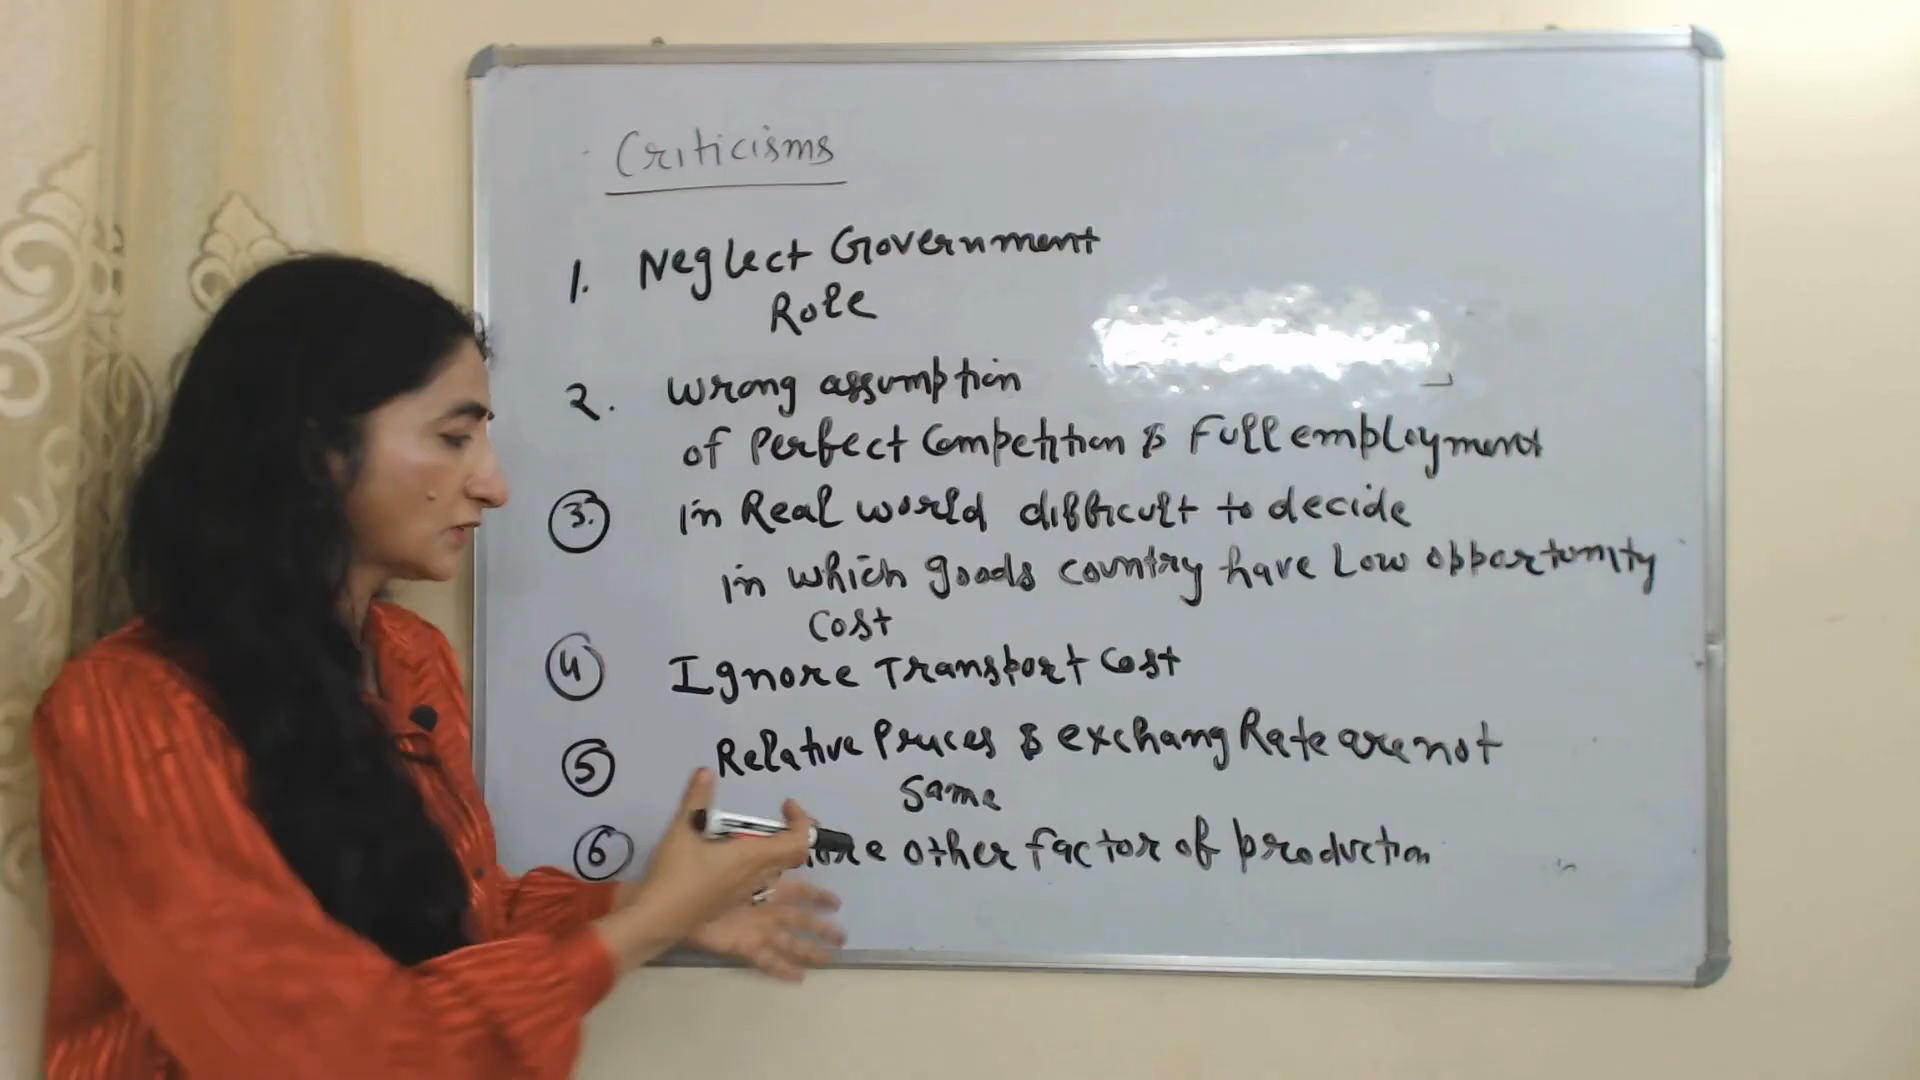 Criticisms
1. Neglect Government
Role
2. Wrong assumption
of Perfect Competition & Full employment
3. in Real world difficult to decide
in which goods country have Low opportunity
Cost
4 Ignore Transport Cost
5 Relative Prices & exchang Rate are not
Same
6 other factor of production